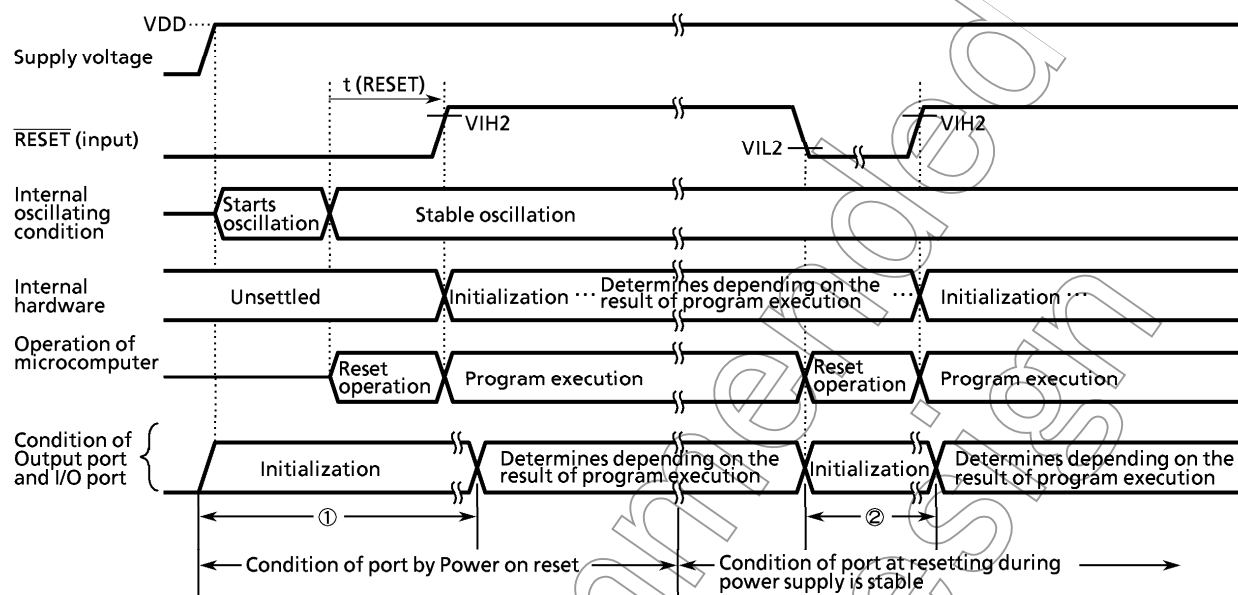 VDD
Supply voltage
t (RESET)
VIH2
VIH2
RESET (input)
VIL2
Internal
oscillating
condition
Starts
oscillation
Stable oscillation
Internal
hardware
Unsettled
Initialization ···
Determines depending on the
result of program execution
···
Initialization ···
Operation of
microcomputer
Reset
operation
Program execution
Reset
operation
Program execution
Condition of
Output port
and I/O port
Initialization
Determines depending on the
result of program execution
Initialization
Determines depending on the
result of program execution
①
②
Condition of port by Power on reset
Condition of port at resetting during
power supply is stable